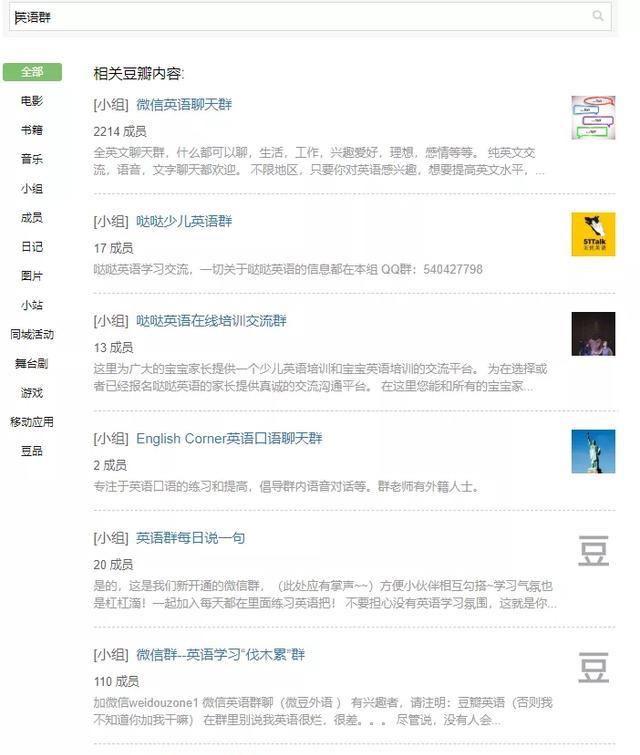 英语群
全部
电影
书籍
音乐
小组
成员
日记
图片
小站
同城活动
舞台剧
游戏
移动应用
豆品
相关豆瓣内容:
[小组] 微信英语聊天群
2214 成员
全英文聊天群，什么都可以聊，生活，工作，兴趣爱好，理想，感情等等。 纯英文交
流，语音，文字聊天都欢迎。 不限地区，只要你对英语感兴趣，想要提高英文水平，...
[小组] 哒哒少儿英语群
17 成员
哒哒英语学习交流，一切关于哒哒英语的信息都在本组 QQ群：540427798
51Talk
无忧英语
[小组] 哒哒英语在线培训交流群
13 成员
这里为广大的宝宝家长提供一个少儿英语培训和宝宝英语培训的交流平台。 为在选择或
者已经报名哒哒英语的家长提供真诚的交流沟通平台。 在这里您能和所有的宝宝家...
[小组] English Corner英语口语聊天群
2 成员
专注于英语口语的练习和提高，倡导群内语音对话等。群老师有外籍人士。
[小组] 英语群每日说一句
20 成员
是的，这是我们新开通的微信群，（此处应有掌声~~）方便小伙伴相互勾搭~学习气氛也
是杠杠滴！一起加入每天都在里面练习英语把！ 不要担心没有英语学习氛围，这就是你...
豆
[小组] 微信群--英语学习“伐木累”群
110 成员
加微信weidouzone1 微信英语群聊（微豆外语 ） 有兴趣者，请注明：豆瓣英语（否则我
不知道你加我干嘛） 在群里别说我英语很烂，很差。。。 尽管说，没有人会...
豆